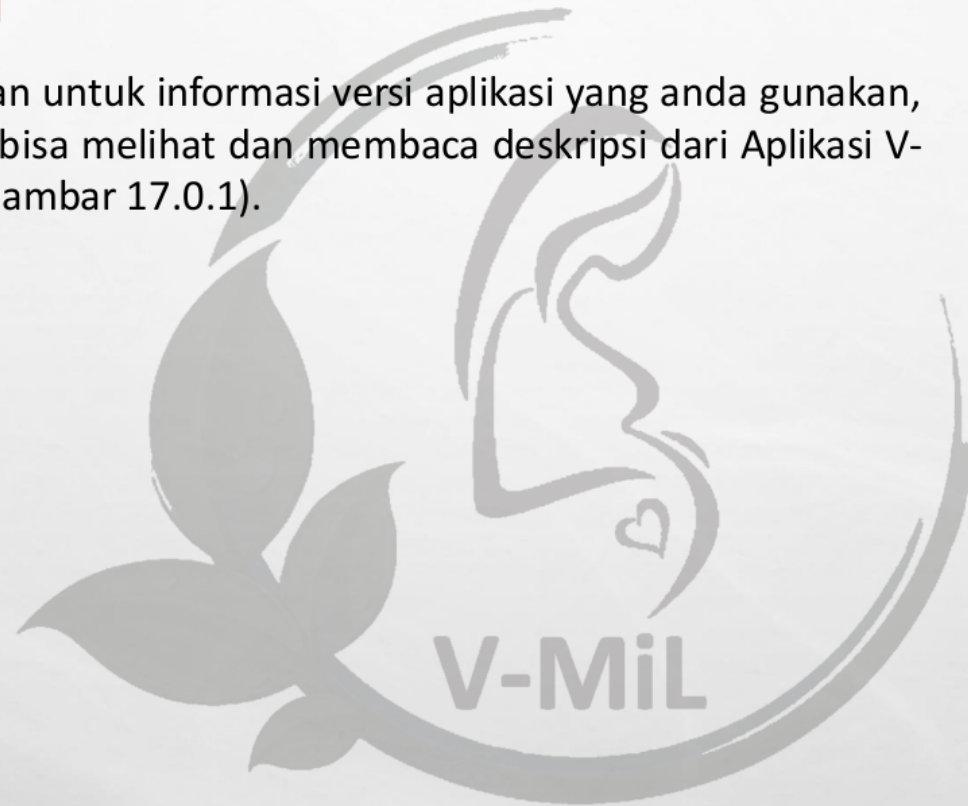 an untuk informasi versi aplikasi yang anda gunakan,
bisa melihat dan membaca deskripsi dari Aplikasi V-
ambar 17.0.1).
V-MiL